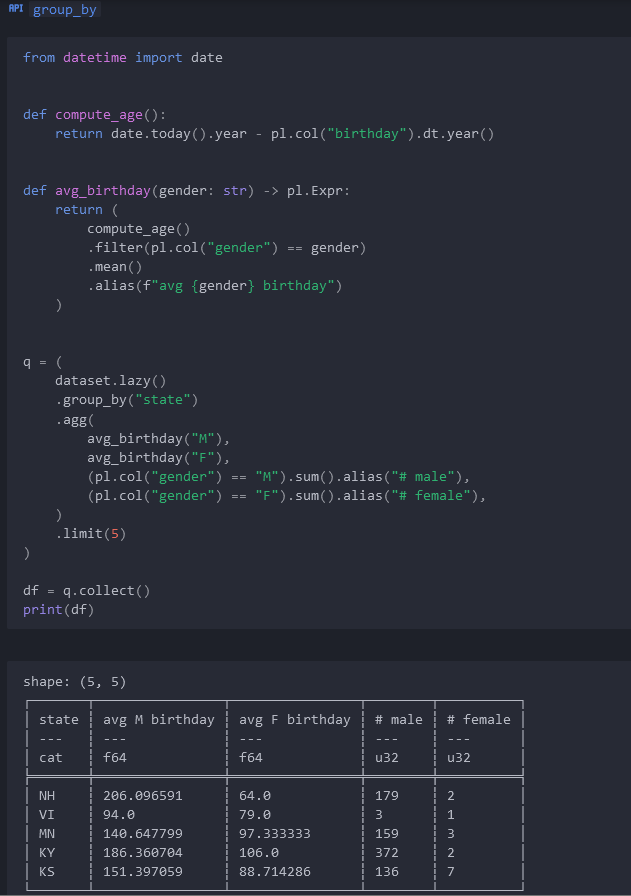 API group_by
from datetime import date
def compute_age():
    return date.today().year - pl.col("birthday").dt.year()
def avg_birthday(gender: str) -> pl.Expr:
    return (
        compute_age()
        .filter(pl.col("gender") == gender)
        .mean()
        .alias(f"avg {gender} birthday")
    )
q = (
    dataset.lazy()
    .group_by("state")
    .agg(
        avg_birthday("M"),
        avg_birthday("F"),
        (pl.col("gender") == "M").sum().alias("# male"),
        (pl.col("gender") == "F").sum().alias("# female"),
    )
    .limit(5)
)
df = q.collect()
print(df)
shape: (5, 5)
state avg M birthday avg F birthday # male # female
--- --- --- --- ---
cat f64 f64 u32 u32
NH 206.096591 64.0 179 2
VI 94.0 79.0 3 1
MN 140.647799 97.333333 159 3
KY 186.360704 106.0 372 2
KS 151.397059 88.714286 136 7